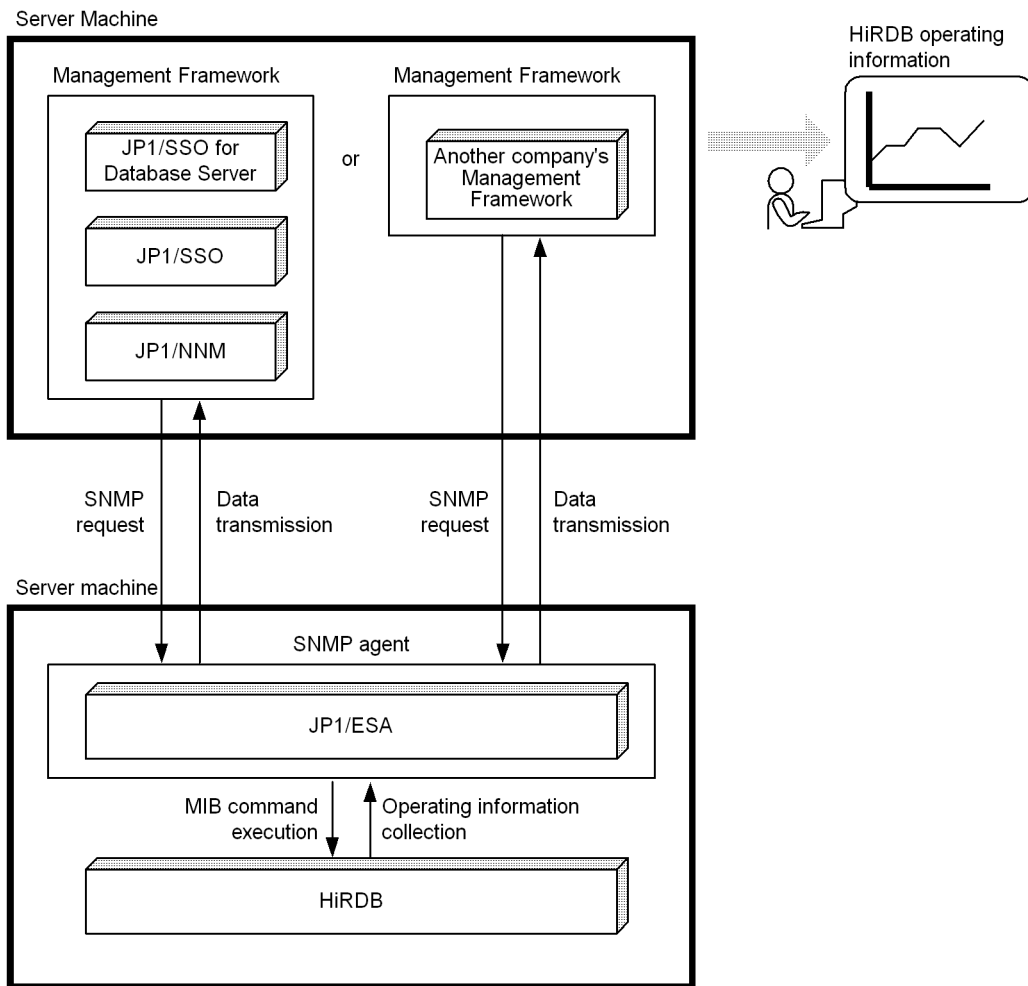 Server Machine
HiRDB operating
information
Management Framework
Management Framework
JP1/SSO for
Database Server
or
Another company's
Management
Framework
JP1/SSO
JP1/NNM
SNMP
request
Data
transmission
SNMP
request
Data
transmission
Server machine
SNMP agent
JP1/ESA
MIB command
execution
Operating information
collection
HiRDB